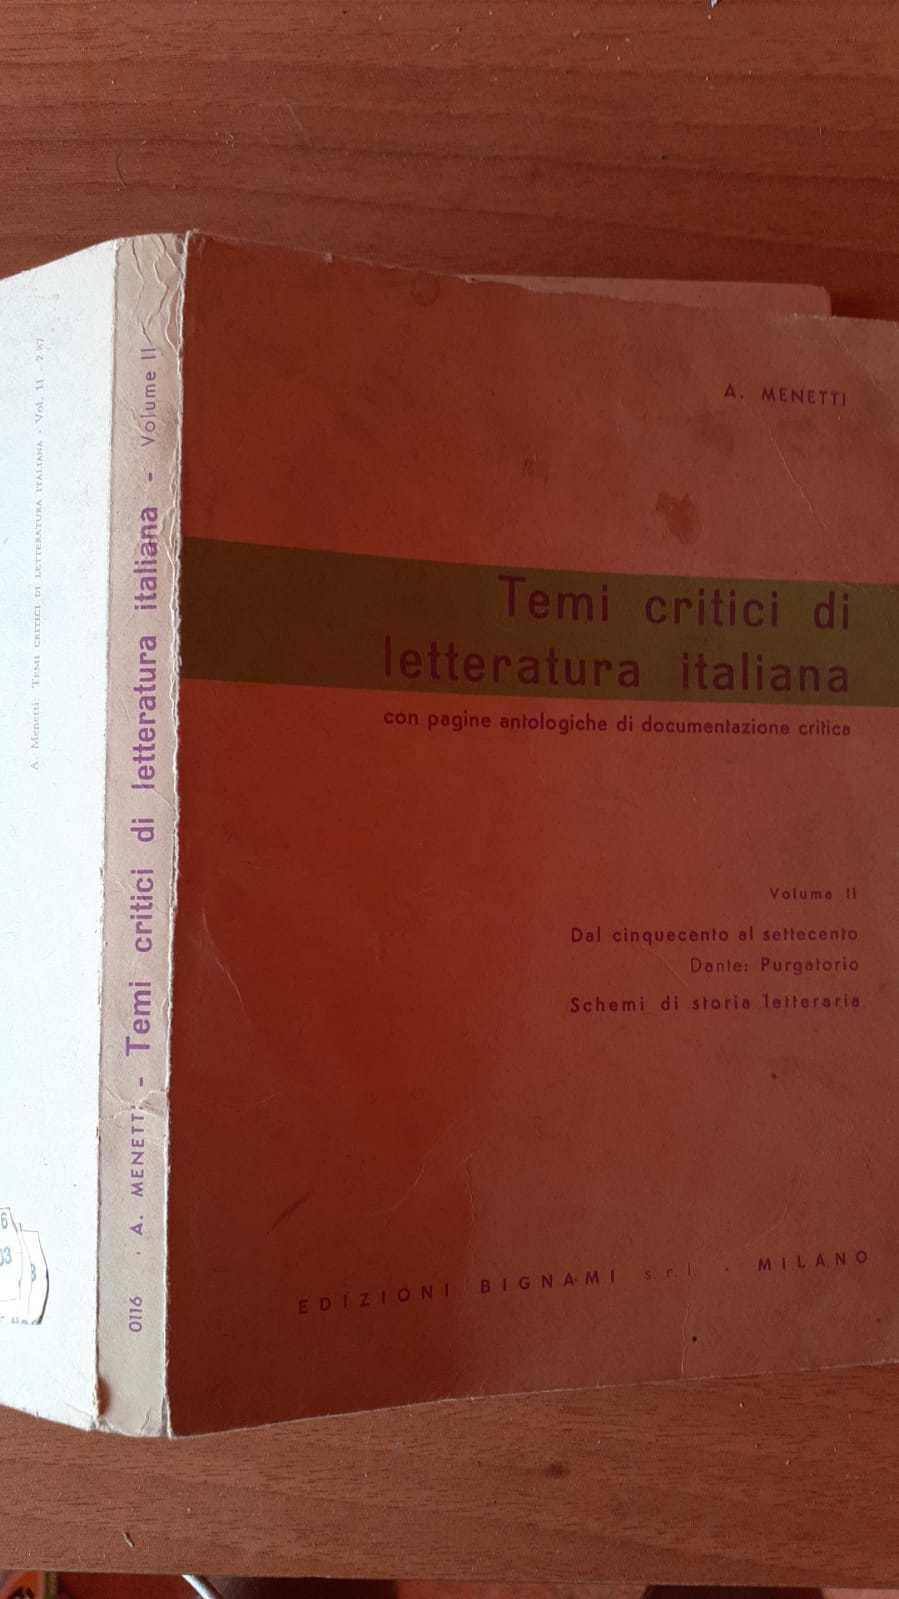 A. MENETTI
Temi critici di
letteratura italiana
con pagine antologiche di documentazione critica
Volume II
Dal cinquecento al settecento
Dante: Purgatorio
Schemi di storia letteraria
EDIZIONI BIGNAMI s r l . MILANO
0116 A. MENETTI - Temi critici di letteratura italiana - Volume II
A. Menetti: TEMI CRITICI DI LETTERATURA ITALIANA - Vol. II
6
03